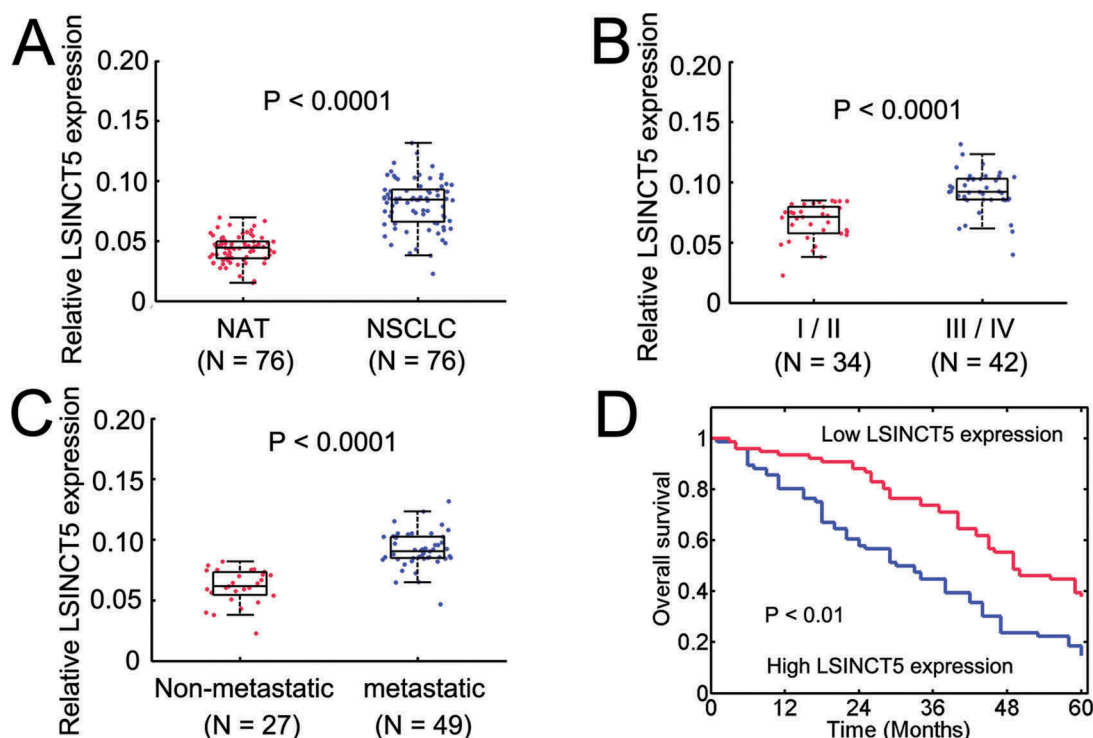 A
Relative LSINCT5 expression
0.20
0.15
0.10
0.05
0
P < 0.0001
NAT
(N = 76)
NSCLC
(N = 76)
B
Relative LSINCT5 expression
0.20
0.15
0.10
0.05
0
P < 0.0001
I / II
(N = 34)
III / IV
(N = 42)
C
Relative LSINCT5 expression
0.20
0.15
0.10
0.05
0
P < 0.0001
Non-metastatic
(N = 27)
metastatic
(N = 49)
D
Overall survival
1
0.8
0.6
0.4
0.2
0
Low LSINCT5 expression
P < 0.01
High LSINCT5 expression
0 12 24 36 48 60
Time (Months)